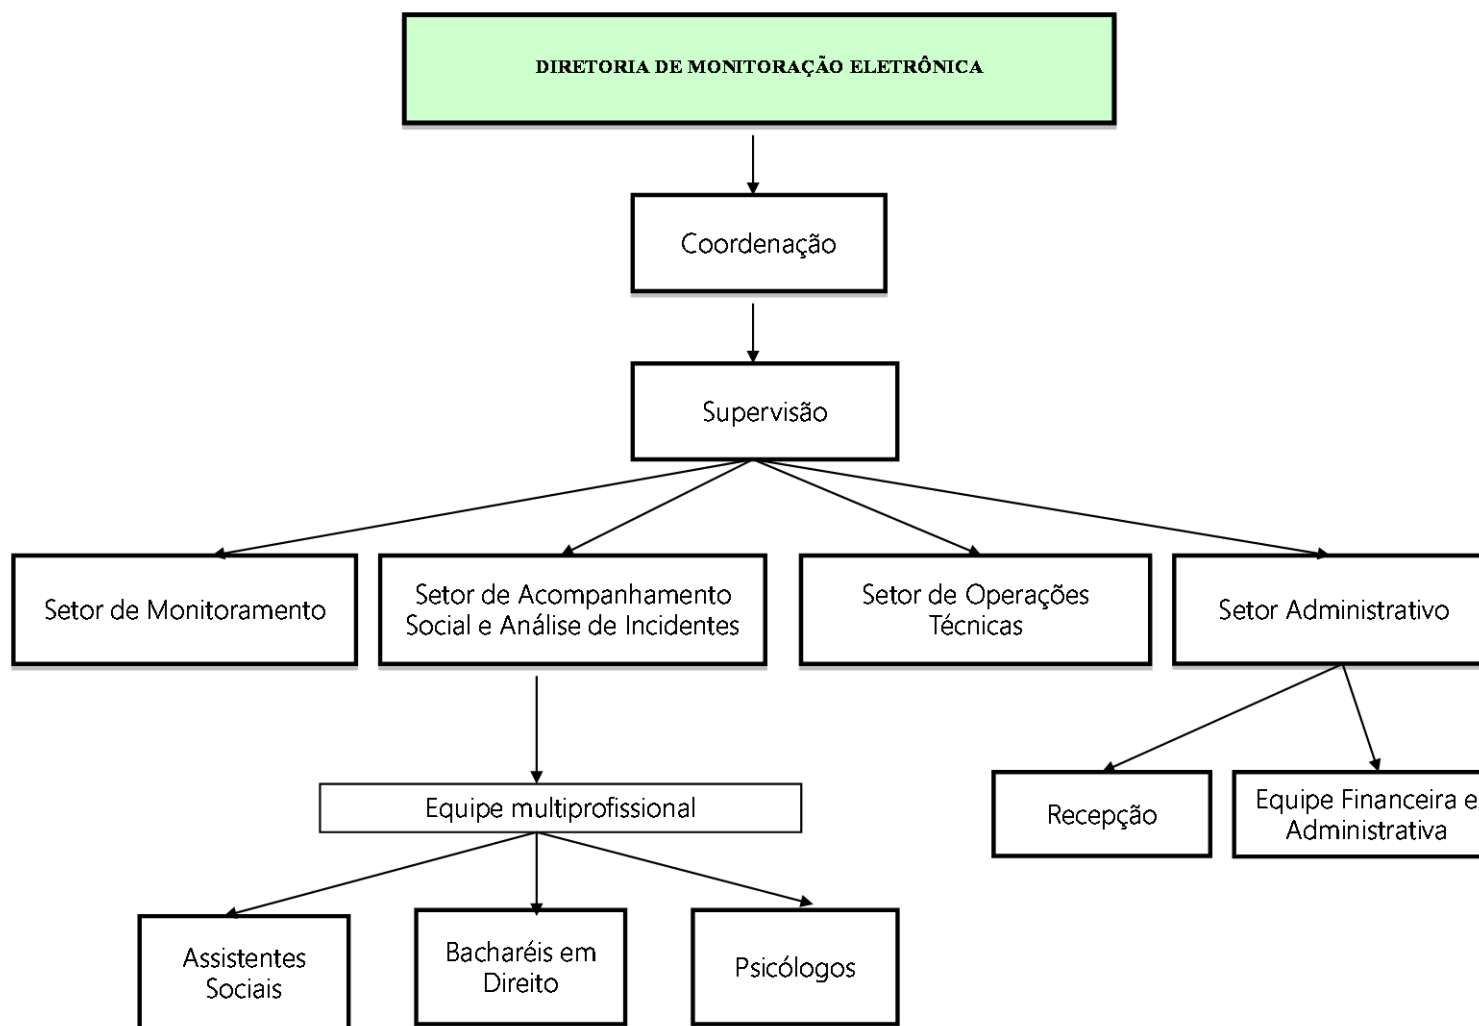 DIRETORIA DE MONITORAÇÃO ELETRÔNICA
Coordenação
Supervisão
Setor de Monitoramento
Setor de Acompanhamento
Social e Análise de Incidentes
Setor de Operações
Técnicas
Setor Administrativo
Equipe multiprofissional
Recepção
Equipe Financeira e
Administrativa
Assistentes
Sociais
Bacharéis em
Direito
Psicólogos